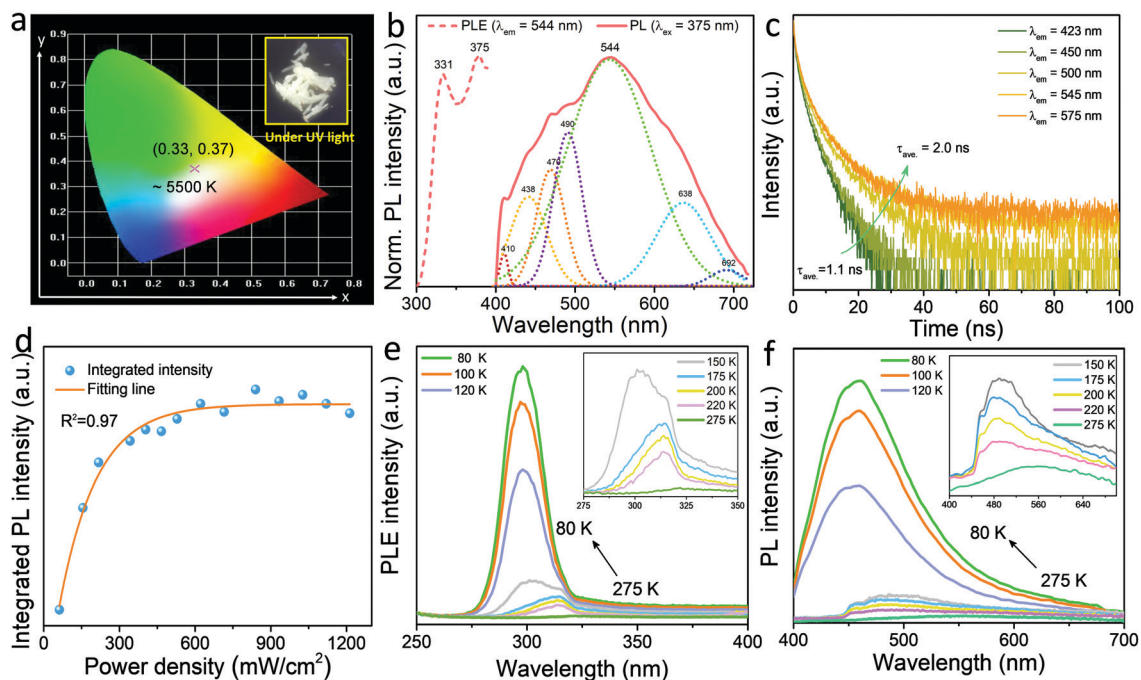 a
y
0.9
0.8
0.7
0.6
0.5
0.4
0.3
0.2
0.1
0.0
0.0 0.1 0.2 0.3 0.4 0.5 0.6 0.7 0.8
x
Under UV light
(0.33, 0.37)
~ 5500 K
b
PLE (λem = 544 nm)
PL (λex = 375 nm)
331
375
544
410
438
470
490
638
692
Norm. PL intensity (a.u.)
300 400 500 600 700
Wavelength (nm)
c
λem = 423 nm
λem = 450 nm
λem = 500 nm
λem = 545 nm
λem = 575 nm
τave. = 2.0 ns
τave. =1.1 ns
Intensity (a.u.)
0 20 40 60 80 100
Time (ns)
d
Integrated intensity
Fitting line
R²=0.97
Integrated PL intensity (a.u.)
0 300 600 900 1200
Power density (mW/cm²)
e
80 K
100 K
120 K
150 K
175 K
200 K
220 K
275 K
275 300 325 350
80 K
275 K
PLE intensity (a.u.)
250 300 350 400
Wavelength (nm)
f
80 K
100 K
120 K
150 K
175 K
200 K
220 K
275 K
400 480 560 640
80 K
275 K
PL intensity (a.u.)
400 500 600 700
Wavelength (nm)